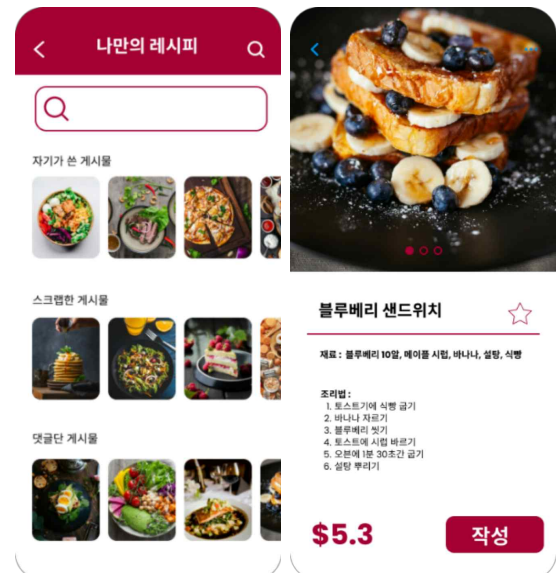 나만의 레시피
자기가 쓴 게시물
스크랩한 게시물
댓글단 게시물
블루베리 샌드위치
재료 : 블루베리 10알, 메이플 시럽, 바나나, 설탕, 식빵
조리법 :
1. 토스트기에 식빵 굽기
2. 바나나 자르기
3. 블루베리 씻기
4. 토스트에 시럽 바르기
5. 오븐에 1분 30초간 굽기
6. 설탕 뿌리기
$5.3
작성